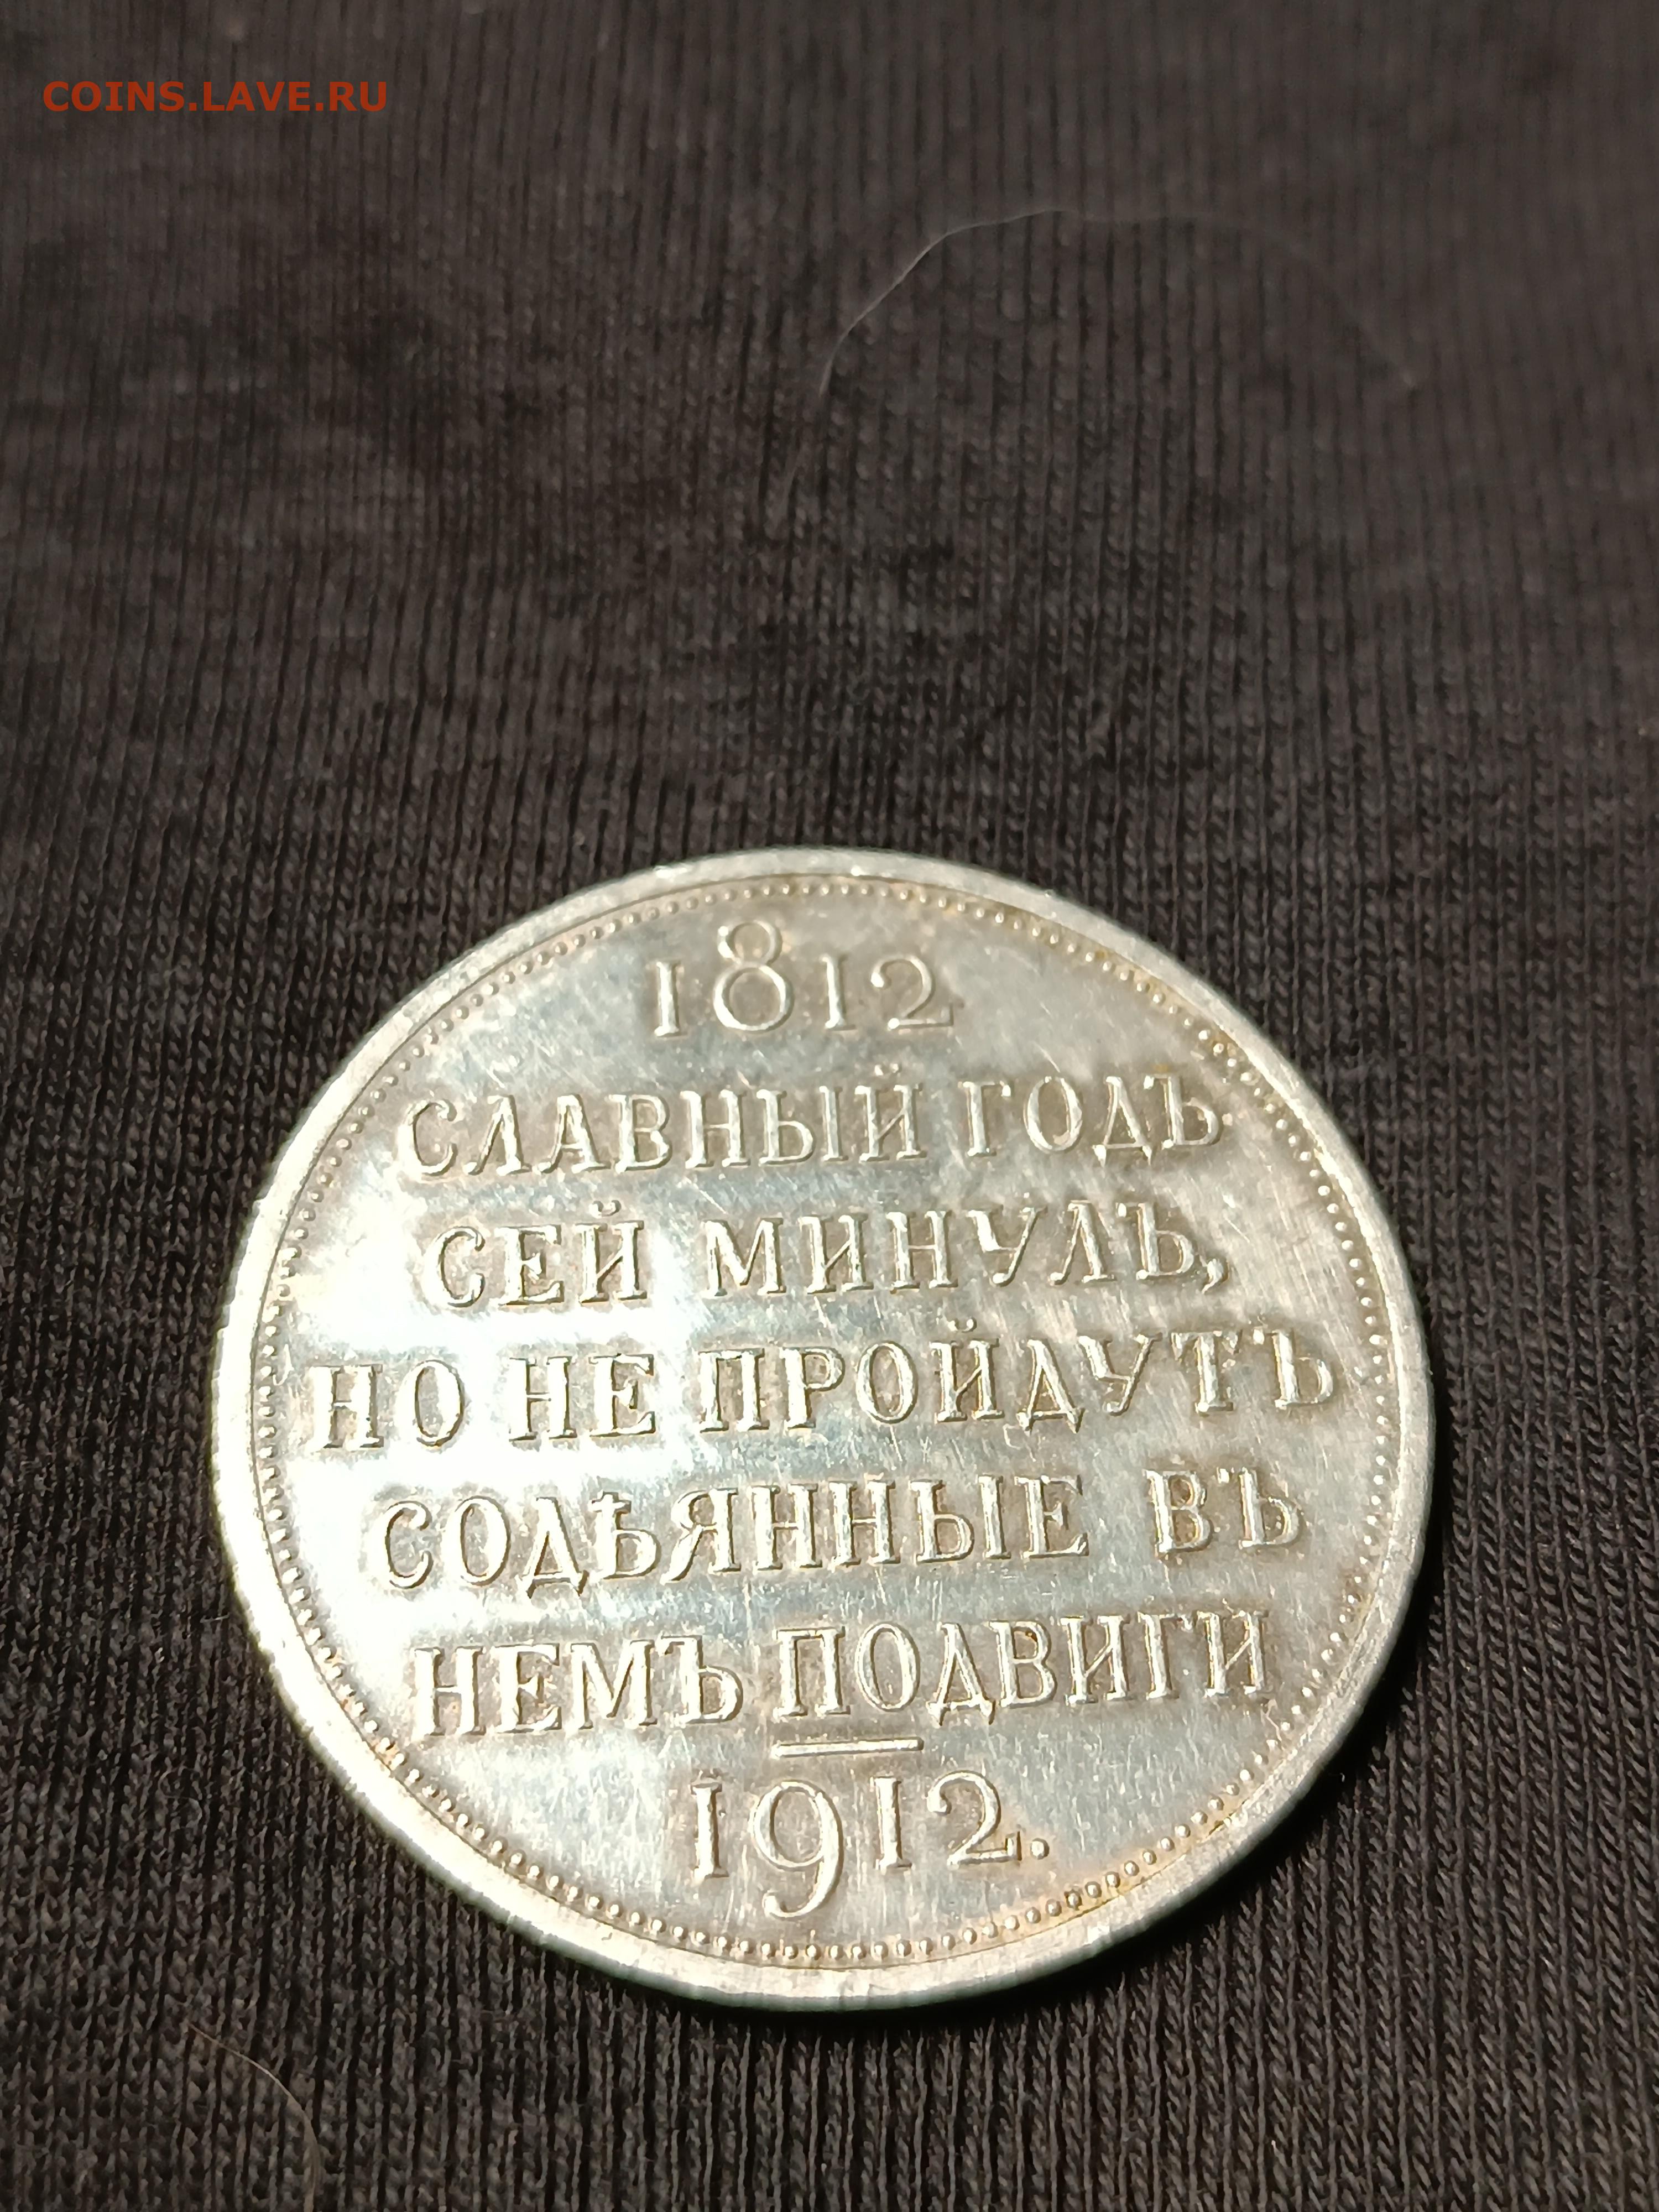 COINS.LAVE.RU
1812
СЛАВНЫЙ ГОДЪ
СЕЙ МИНУЛЪ,
НО НЕ ПРОЙДУТЪ
СОДѢЯННЫЕ ВЪ
НЕМЪ ПОДВИГИ
1912.